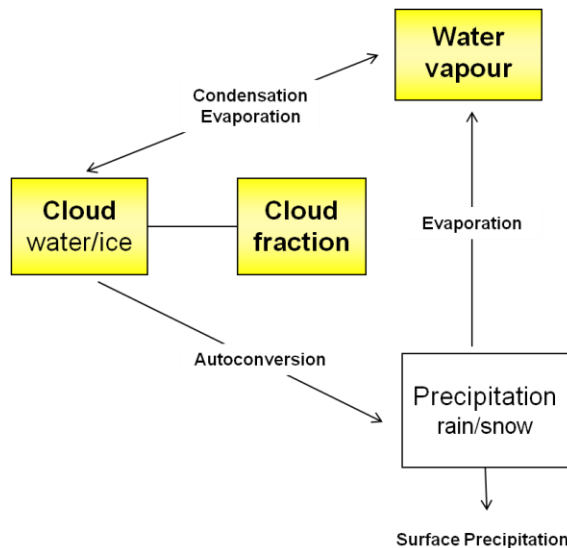 Water
vapour
Condensation
Evaporation
Cloud
water/ice
Cloud
fraction
Evaporation
Autoconversion
Precipitation
rain/snow
Surface Precipitation